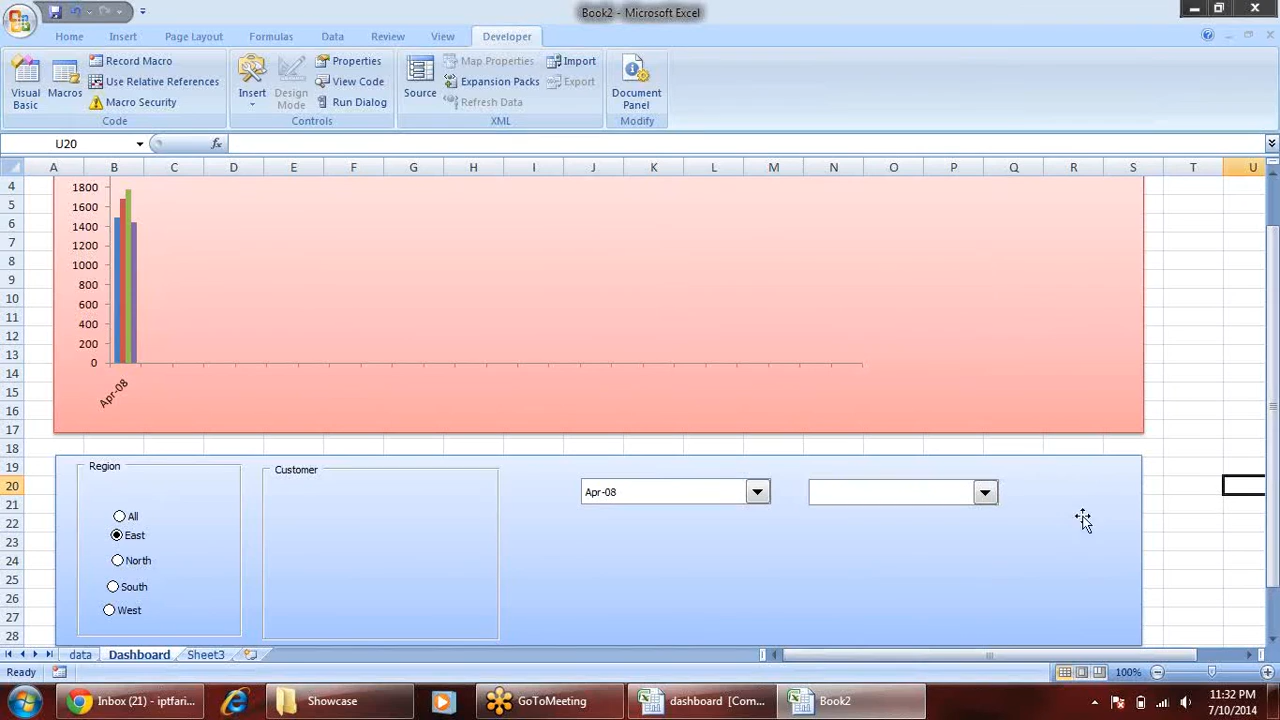 Book2 - Microsoft Excel
Home Insert Page Layout Formulas Data Review View Developer
Visual Basic
Macros
Record Macro
Use Relative References
Macro Security
Code
Insert
Design Mode
Properties
View Code
Run Dialog
Controls
Source
Map Properties
Expansion Packs
Refresh Data
Import
Export
XML
Document Panel
Modify
U20
fx
A B C D E F G H I J K L M N O P Q R S T U
4
5
6
7
8
9
10
11
12
13
14
15
16
17
18
19
20
21
22
23
24
25
26
27
28
1800
1600
1400
1200
1000
800
600
400
200
0
Apr-08
Region
All
East
North
South
West
Customer
Apr-08
data Dashboard Sheet3
Ready
100%
Inbox (21) - iptfari...
Showcase
GoToMeeting
dashboard [Com...
Book2
11:32 PM
7/10/2014